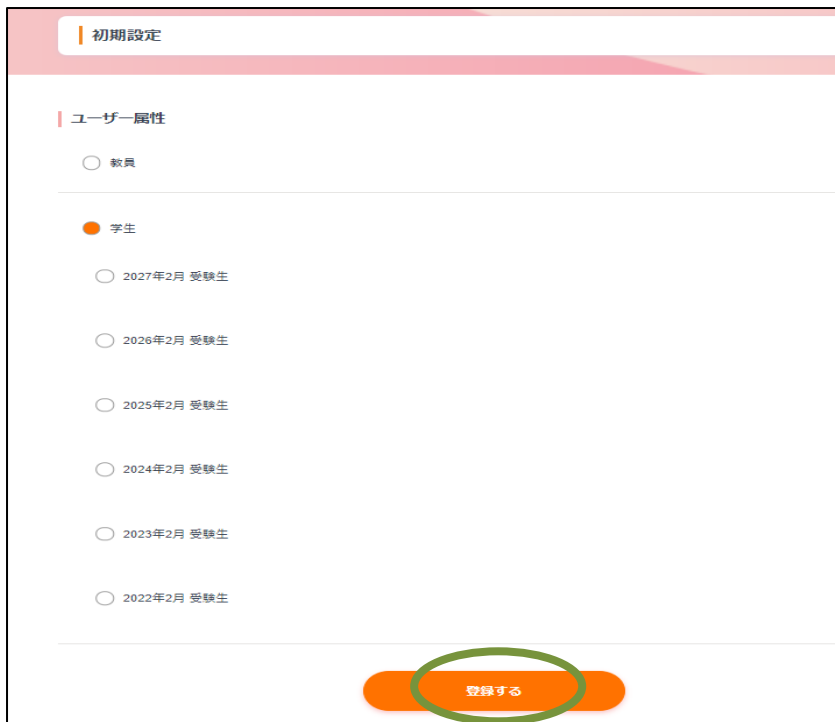 初期設定
ユーザー属性
教員
学生
2027年2月 受験生
2026年2月 受験生
2025年2月 受験生
2024年2月 受験生
2023年2月 受験生
2022年2月 受験生
登録する